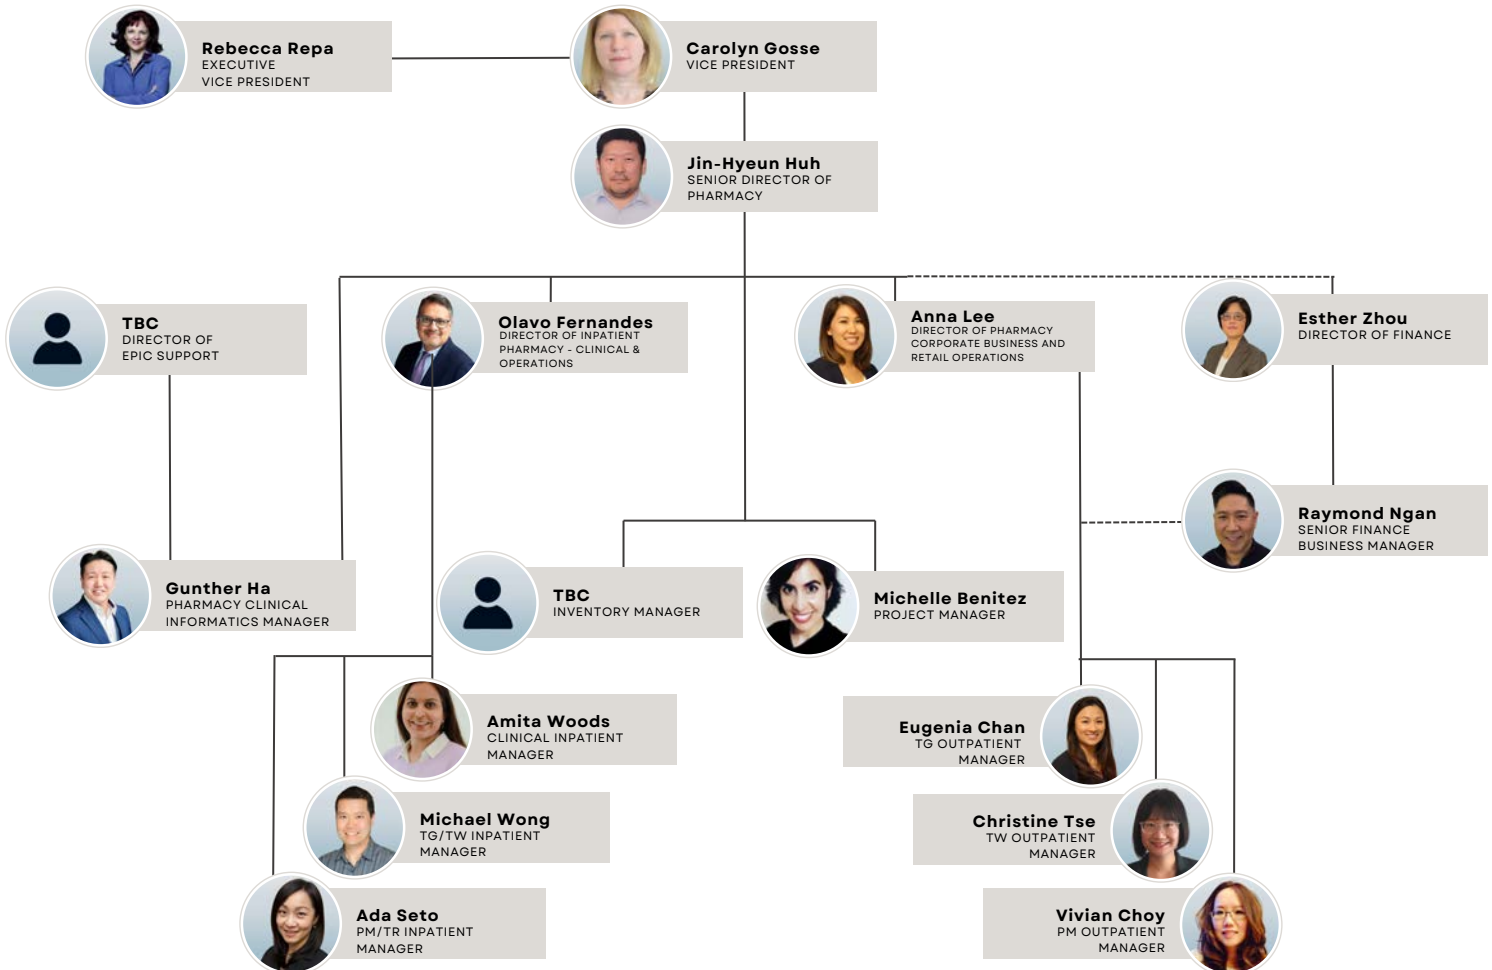 Rebecca Repa
EXECUTIVE
VICE PRESIDENT
Carolyn Gosse
VICE PRESIDENT
Jin-Hyeun Huh
SENIOR DIRECTOR OF
PHARMACY
TBC
DIRECTOR OF
EPIC SUPPORT
Olavo Fernandes
DIRECTOR OF INPATIENT
PHARMACY - CLINICAL &
OPERATIONS
Anna Lee
DIRECTOR OF PHARMACY
CORPORATE BUSINESS AND
RETAIL OPERATIONS
Esther Zhou
DIRECTOR OF FINANCE
Raymond Ngan
SENIOR FINANCE
BUSINESS MANAGER
Gunther Ha
PHARMACY CLINICAL
INFORMATICS MANAGER
TBC
INVENTORY MANAGER
Michelle Benitez
PROJECT MANAGER
Amita Woods
CLINICAL INPATIENT
MANAGER
Michael Wong
TG/TW INPATIENT
MANAGER
Ada Seto
PM/TR INPATIENT
MANAGER
Eugenia Chan
TG OUTPATIENT
MANAGER
Christine Tse
TW OUTPATIENT
MANAGER
Vivian Choy
PM OUTPATIENT
MANAGER